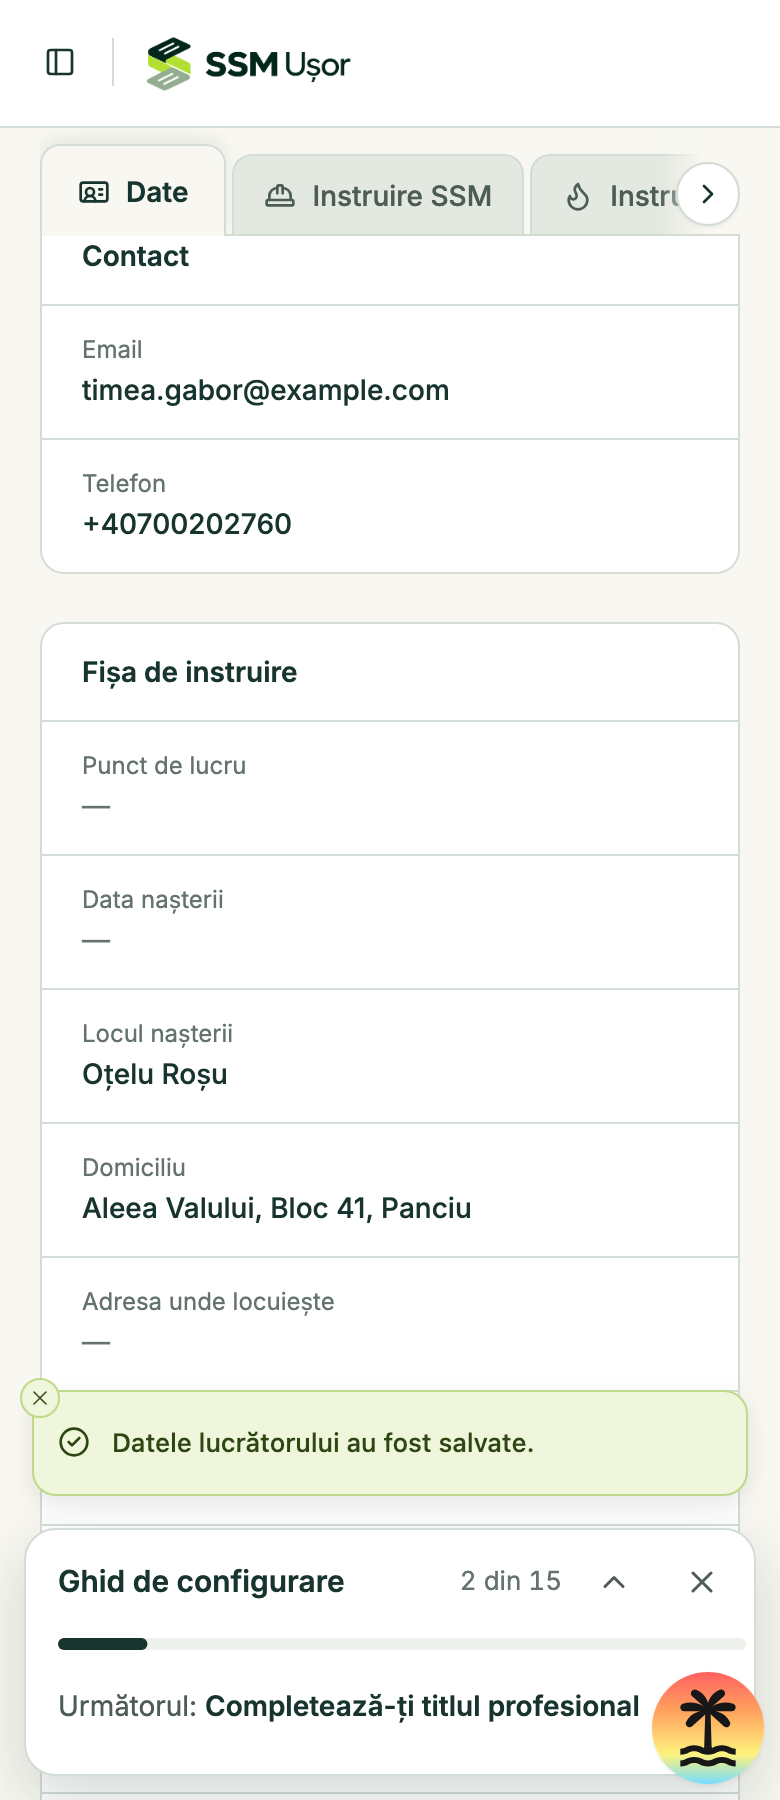 SSM Ușor
Date
Instruire SSM
Instru
Contact
Email
timea.gabor@example.com
Telefon
+40700202760
Fișa de instruire
Punct de lucru
—
Data nașterii
—
Locul nașterii
Oțelu Roșu
Domiciliu
Aleea Valului, Bloc 41, Panciu
Adresa unde locuiește
—
Datele lucrătorului au fost salvate.
Ghid de configurare 2 din 15
Următorul: Completează-ți titlul profesional